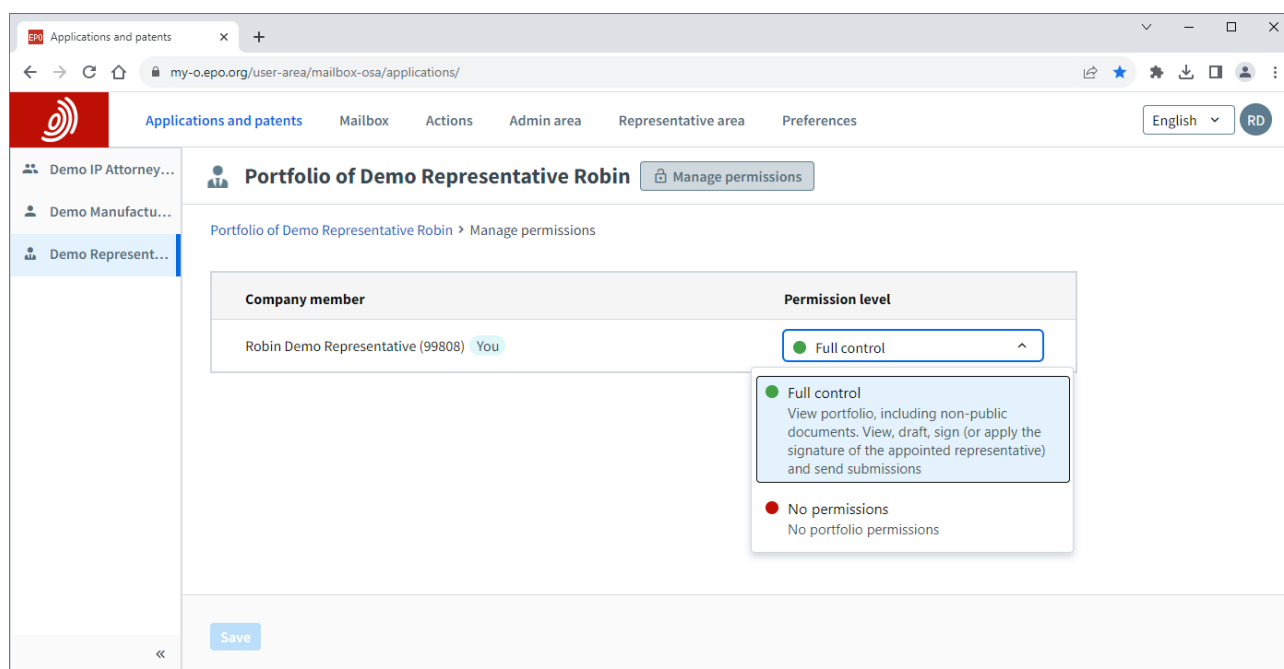 EPO Applications and patents
my-o.epo.org/user-area/mailbox-osa/applications/
Applications and patents Mailbox Actions Admin area Representative area Preferences English RD
Demo IP Attorney...
Demo Manufactu...
Demo Represent...
Portfolio of Demo Representative Robin Manage permissions
Portfolio of Demo Representative Robin > Manage permissions
Company member Permission level
Robin Demo Representative (99808) You Full control
Full control
View portfolio, including non-public
documents. View, draft, sign (or apply the
signature of the appointed representative)
and send submissions
No permissions
No portfolio permissions
Save
«